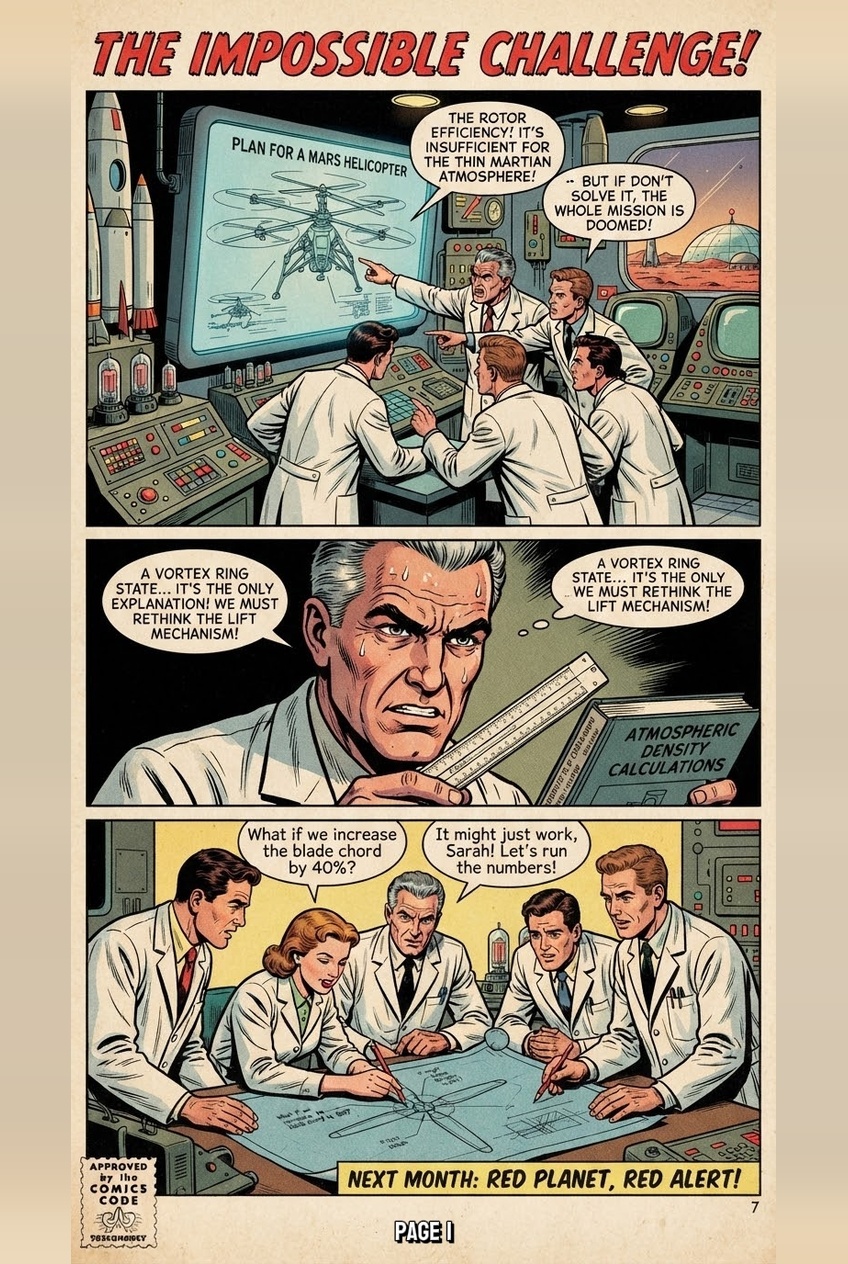 THE IMPOSSIBLE CHALLENGE!
PLAN FOR A MARS HELICOPTER
THE ROTOR
EFFICIENCY! IT'S
INSUFFICIENT FOR
THE THIN MARTIAN
ATMOSPHERE!
-- BUT IF DON'T
SOLVE IT, THE
WHOLE MISSION IS
DOOMED!
A VORTEX RING
STATE... IT'S THE ONLY
EXPLANATION! WE MUST
RETHINK THE LIFT
MECHANISM!
A VORTEX RING
STATE... IT'S THE ONLY
WE MUST RETHINK THE
LIFT MECHANISM!
ATMOSPHERIC
DENSITY
CALCULATIONS
What if we increase
the blade chord
by 40%?
It might just work,
Sarah! Let's run
the numbers!
NEXT MONTH: RED PLANET, RED ALERT!
APPROVED
by the
COMICS
CODE
7
PAGE 1